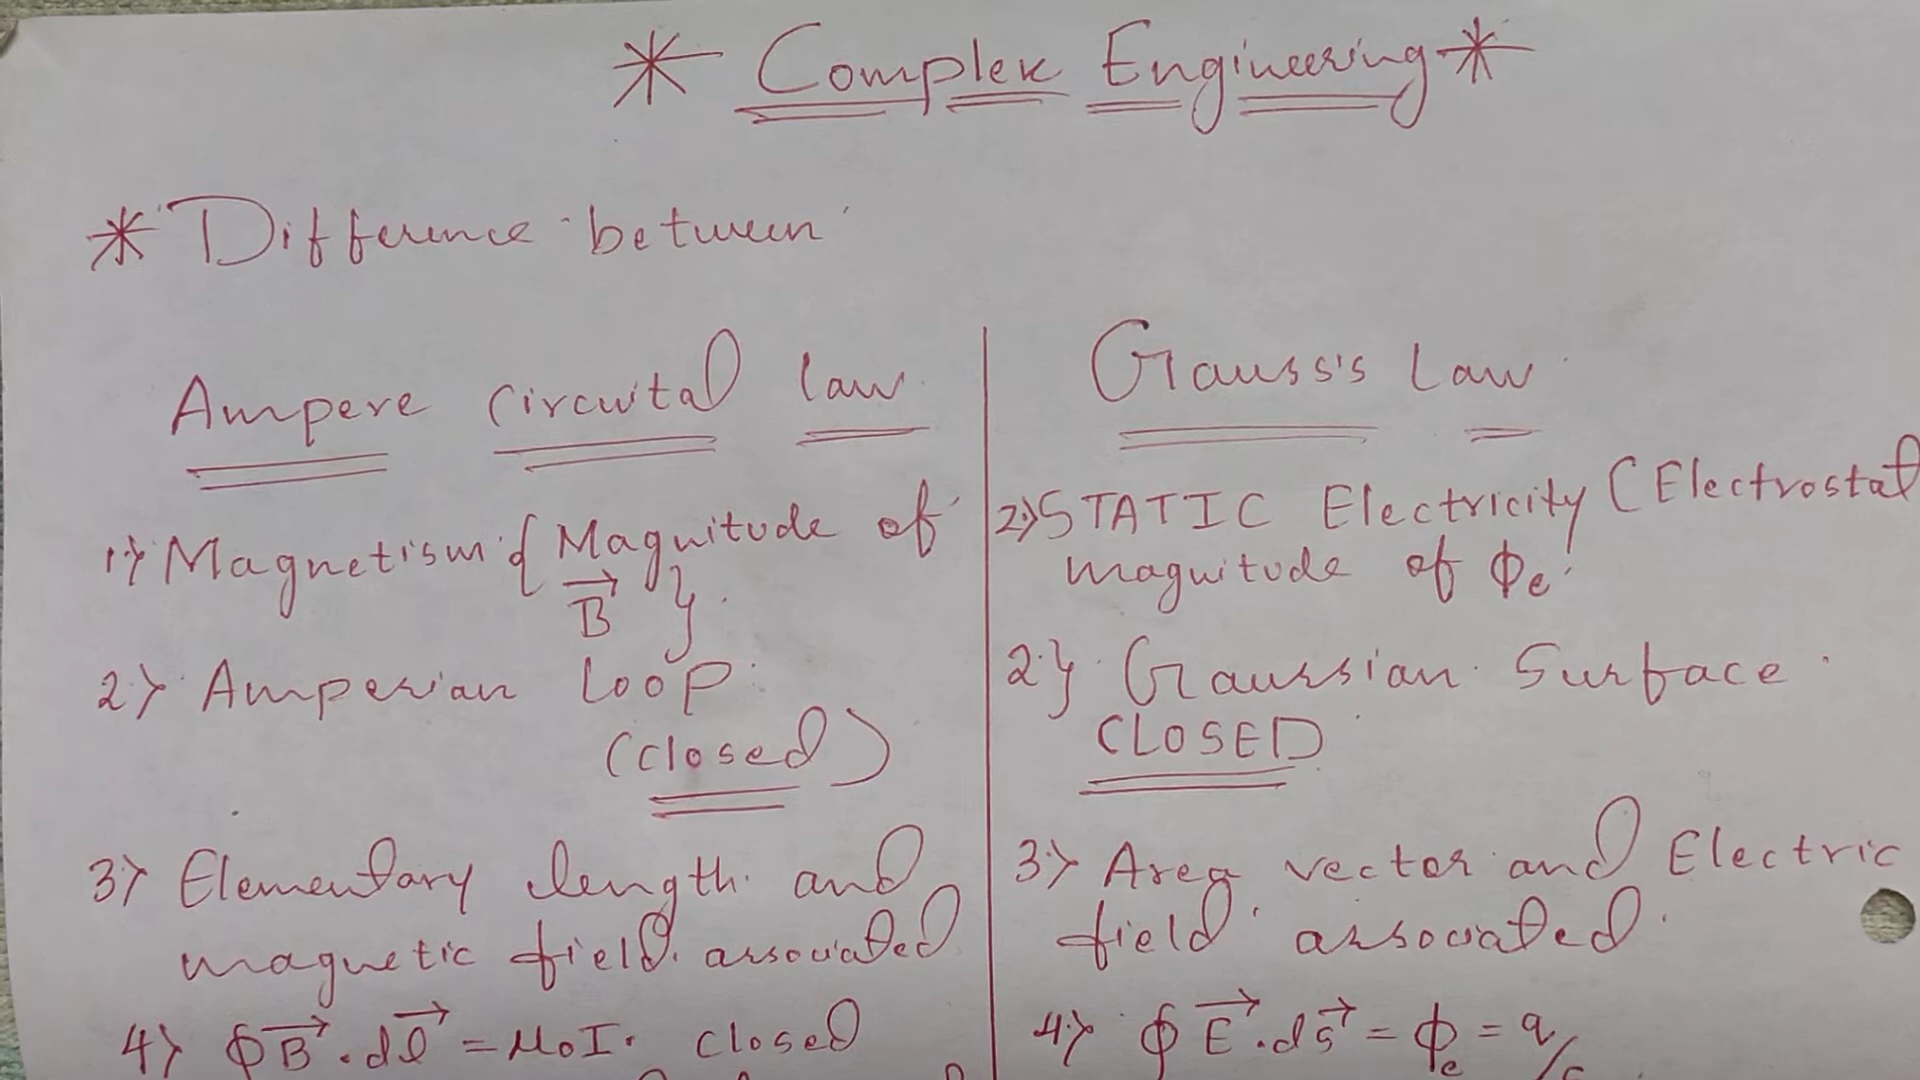 * Complex Engineering *
* Difference between
Ampere circuital law
1) Magnetism { Magnitude of
B⃗ }.
2) Amperian Loop
(closed)
3) Elementary length and
magnetic field associated
4) ∮B⃗.dl⃗ = μ₀I. closed
Gauss's Law
2) STATIC Electricity (Electrostat
magnitude of ϕe
2} Gaussian Surface
CLOSED
3) Area vector and Electric
field associated
4) ∮E⃗.ds⃗ = ϕe = q/